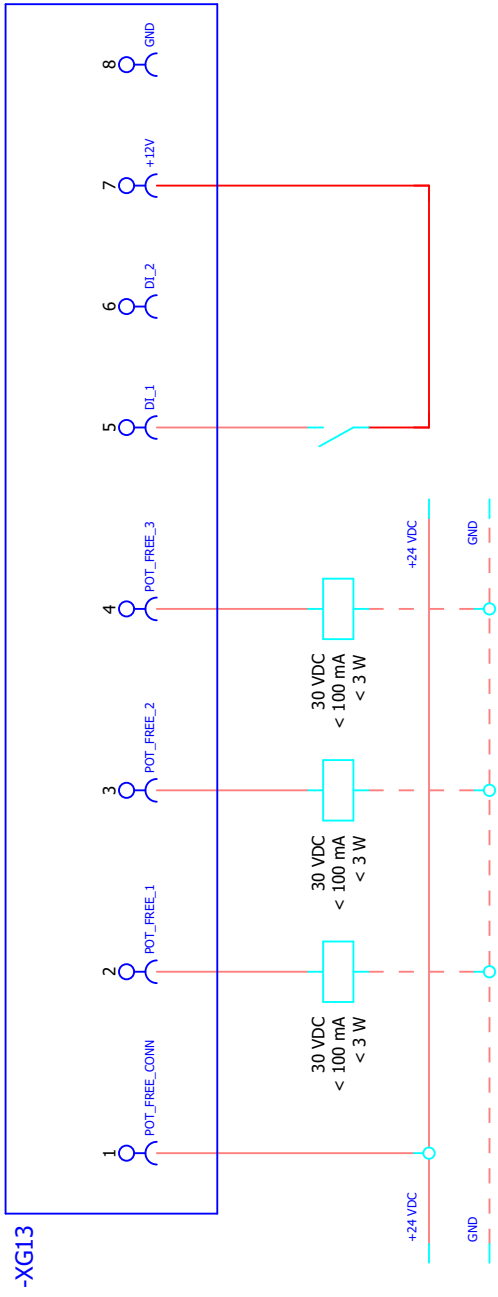 -XG13
1
POT_FREE_CONN
2
POT_FREE_1
3
POT_FREE_2
4
POT_FREE_3
5
DI_1
6
DI_2
7
+12V
8
GND
30 VDC
< 100 mA
< 3 W
30 VDC
< 100 mA
< 3 W
30 VDC
< 100 mA
< 3 W
+24 VDC
+24 VDC
GND
GND